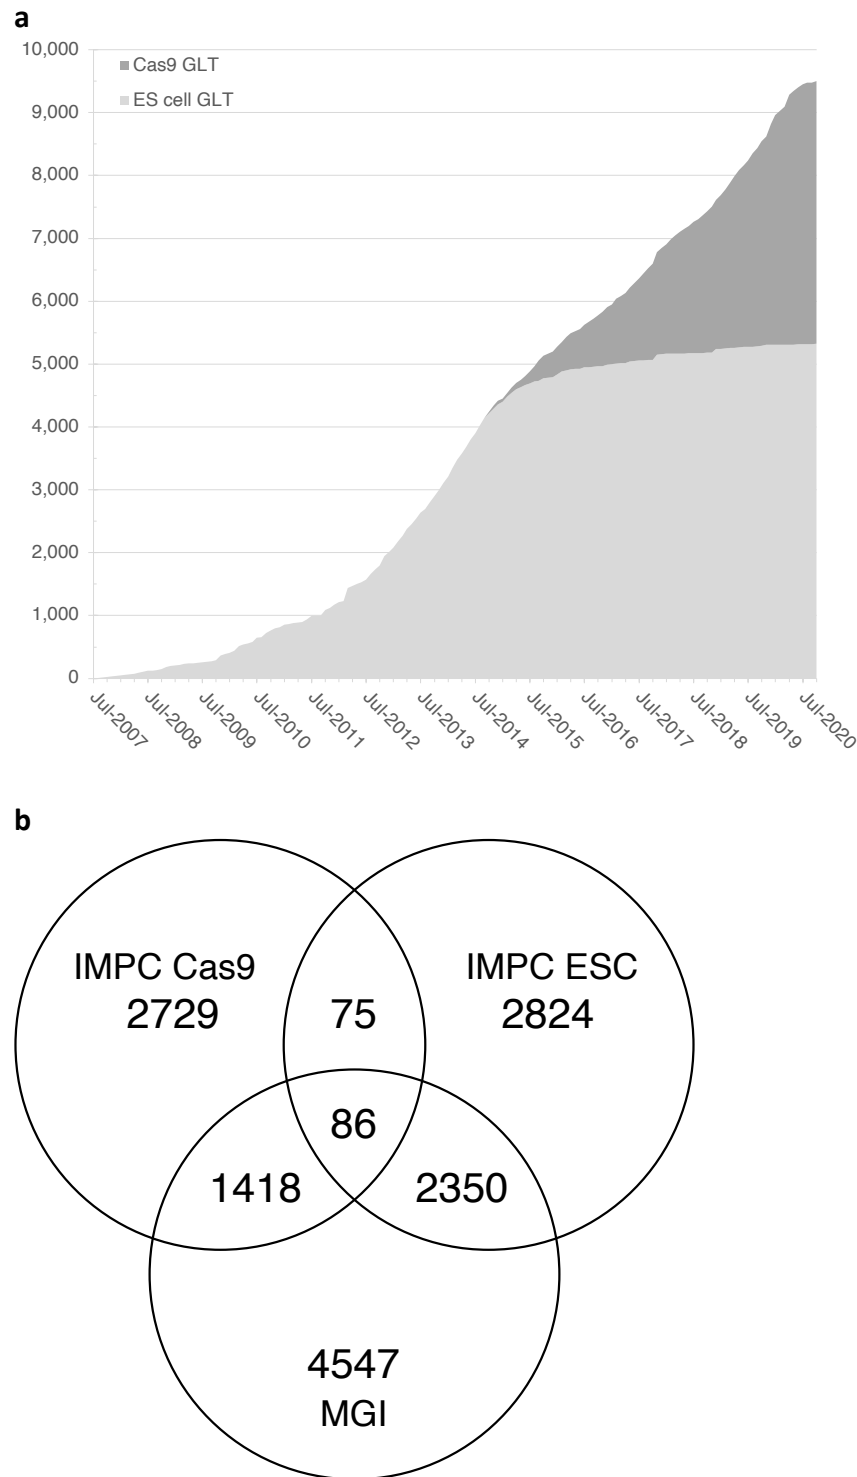 a
10,000
Cas9 GLT
ES cell GLT
9,000
8,000
7,000
6,000
5,000
4,000
3,000
2,000
1,000
0
Jul-2007
Jul-2008
Jul-2009
Jul-2010
Jul-2011
Jul-2012
Jul-2013
Jul-2014
Jul-2015
Jul-2016
Jul-2017
Jul-2018
Jul-2019
Jul-2020
b
IMPC Cas9
2729
75
IMPC ESC
2824
86
1418
2350
4547
MGI